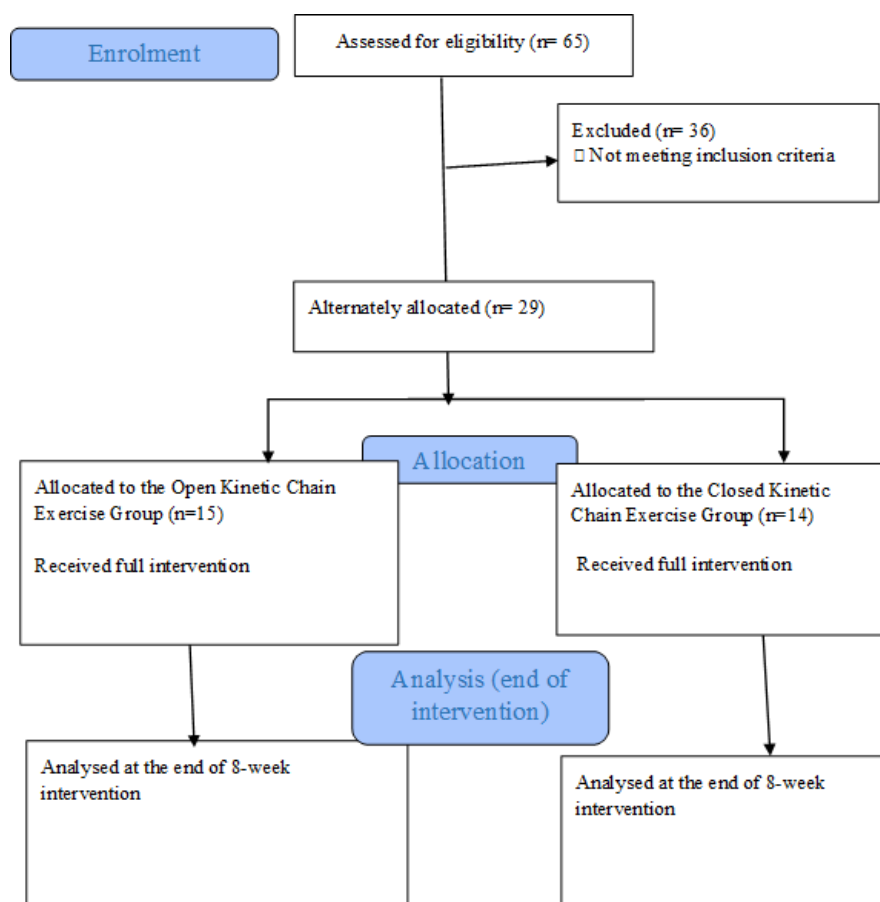 Enrolment
Assessed for eligibility (n= 65)
Excluded (n= 36)
□ Not meeting inclusion criteria
Alternately allocated (n= 29)
Allocation
Allocated to the Open Kinetic Chain
Exercise Group (n=15)
Received full intervention
Allocated to the Closed Kinetic
Chain Exercise Group (n=14)
Received full intervention
Analysis (end of
intervention)
Analysed at the end of 8-week
intervention
Analysed at the end of 8-week
intervention